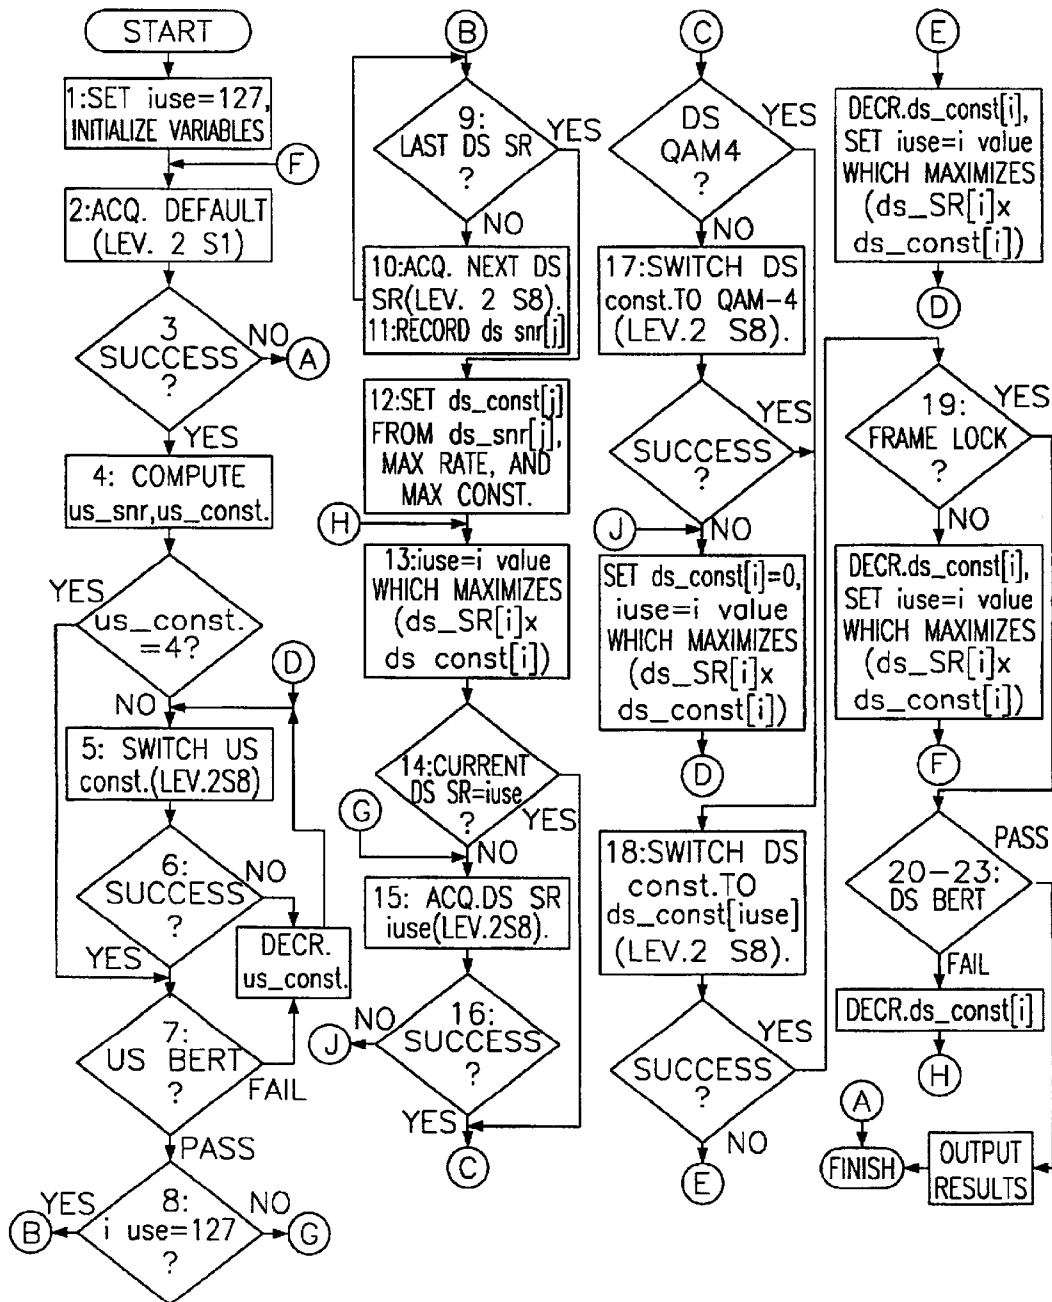 START
1:SET iuse=127,
INITIALIZE VARIABLES
F
2:ACQ. DEFAULT
(LEV. 2 S1)
3
SUCCESS
?
NO
A
YES
4: COMPUTE
us_snr,us_const.
YES
us_const.
=4?
D
NO
5: SWITCH US
const.(LEV.2S8)
6:
SUCCESS
?
NO
YES
DECR.
us_const.
7:
US BERT
?
FAIL
PASS
YES
8:
i use=127
?
NO
B
G
B
9:
LAST DS SR
?
YES
NO
10:ACQ. NEXT DS
SR(LEV. 2 S8).
11:RECORD ds snr[j]
12:SET ds_const[j]
FROM ds_snr[j],
MAX RATE, AND
MAX CONST.
H
13:iuse=i value
WHICH MAXIMIZES
(ds_SR[i]x
ds const[i])
14:CURRENT
DS SR=iuse
?
YES
G
NO
15: ACQ.DS SR
iuse(LEV.2S8).
NO
16:
SUCCESS
?
J
YES
C
C
DS
QAM4
?
YES
NO
17:SWITCH DS
const.TO QAM-4
(LEV.2 S8).
YES
SUCCESS
?
J
NO
SET ds_const[i]=0,
iuse=i value
WHICH MAXIMIZES
(ds_SR[i]x
ds_const[i])
D
18:SWITCH DS
const.TO
ds_const[iuse]
(LEV.2 S8).
YES
SUCCESS
?
NO
E
E
DECR.ds_const[i],
SET iuse=i value
WHICH MAXIMIZES
(ds_SR[i]x
ds_const[i])
D
YES
19:
FRAME LOCK
?
NO
DECR.ds_const[i],
SET iuse=i value
WHICH MAXIMIZES
(ds_SR[i]x
ds_const[i])
F
PASS
20-23:
DS BERT
FAIL
DECR.ds_const[i]
H
A
FINISH
OUTPUT
RESULTS